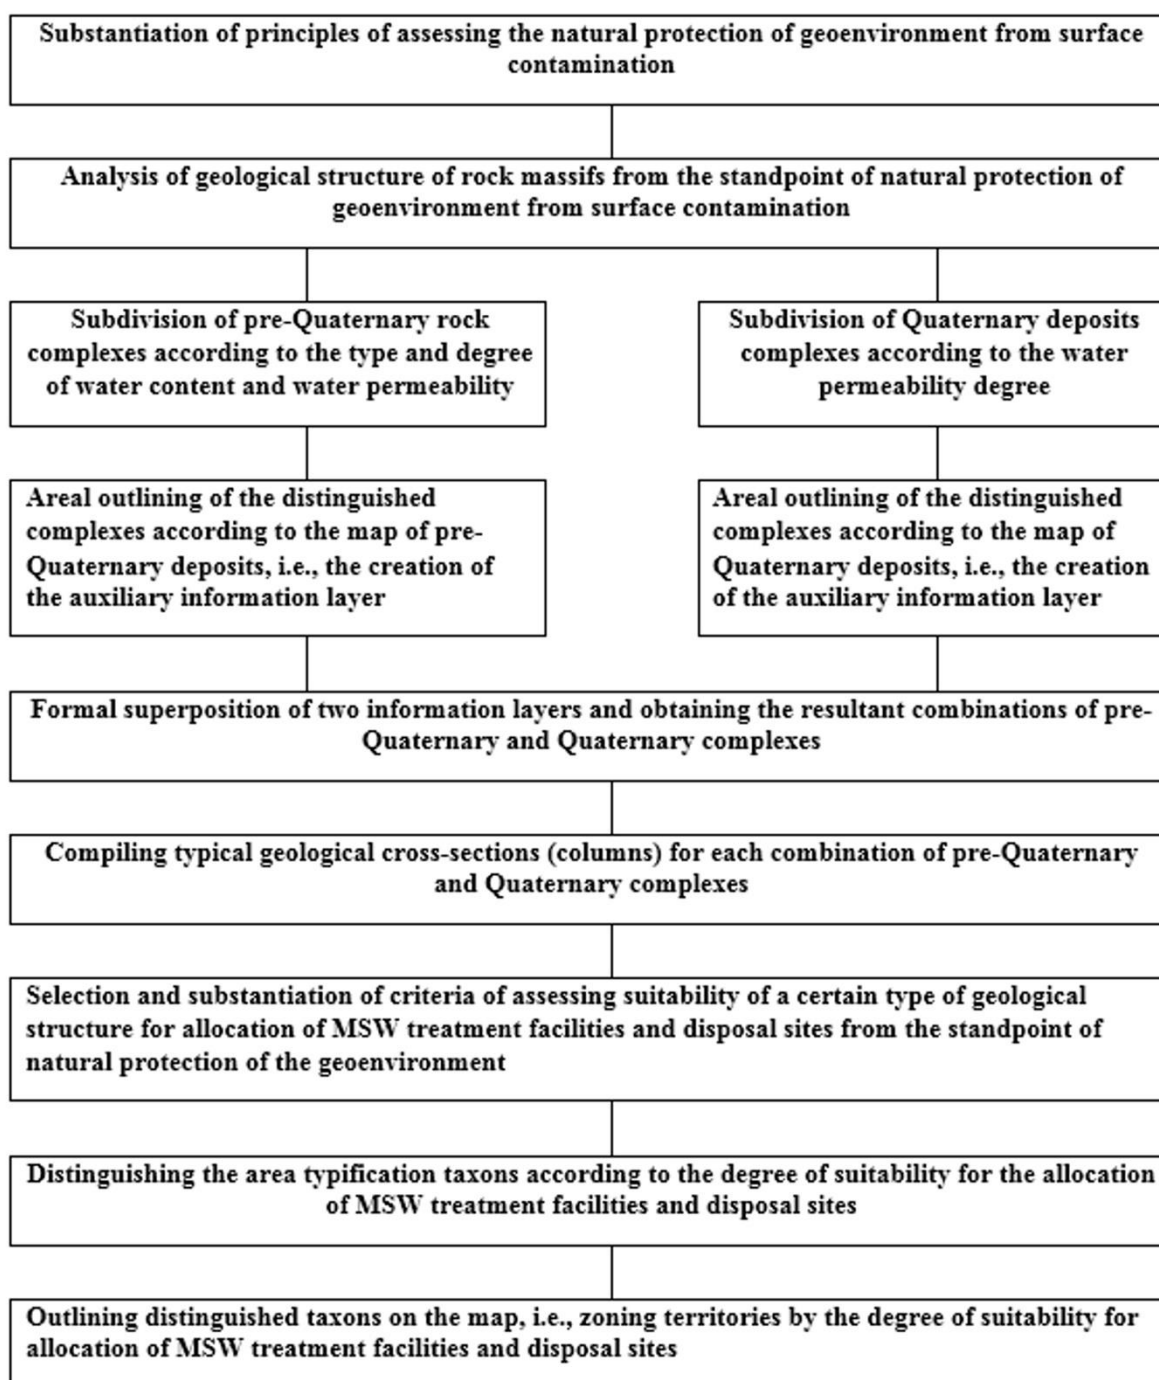 Substantiation of principles of assessing the natural protection of geoenvironment from surface
contamination
Analysis of geological structure of rock massifs from the standpoint of natural protection of
geoenvironment from surface contamination
Subdivision of pre-Quaternary rock
complexes according to the type and degree
of water content and water permeability
Subdivision of Quaternary deposits
complexes according to the water
permeability degree
Areal outlining of the distinguished
complexes according to the map of pre-
Quaternary deposits, i.e., the creation of
the auxiliary information layer
Areal outlining of the distinguished
complexes according to the map of
Quaternary deposits, i.e., the creation
of the auxiliary information layer
Formal superposition of two information layers and obtaining the resultant combinations of pre-
Quaternary and Quaternary complexes
Compiling typical geological cross-sections (columns) for each combination of pre-Quaternary
and Quaternary complexes
Selection and substantiation of criteria of assessing suitability of a certain type of geological
structure for allocation of MSW treatment facilities and disposal sites from the standpoint of
natural protection of the geoenvironment
Distinguishing the area typification taxons according to the degree of suitability for the allocation
of MSW treatment facilities and disposal sites
Outlining distinguished taxons on the map, i.e., zoning territories by the degree of suitability for
allocation of MSW treatment facilities and disposal sites